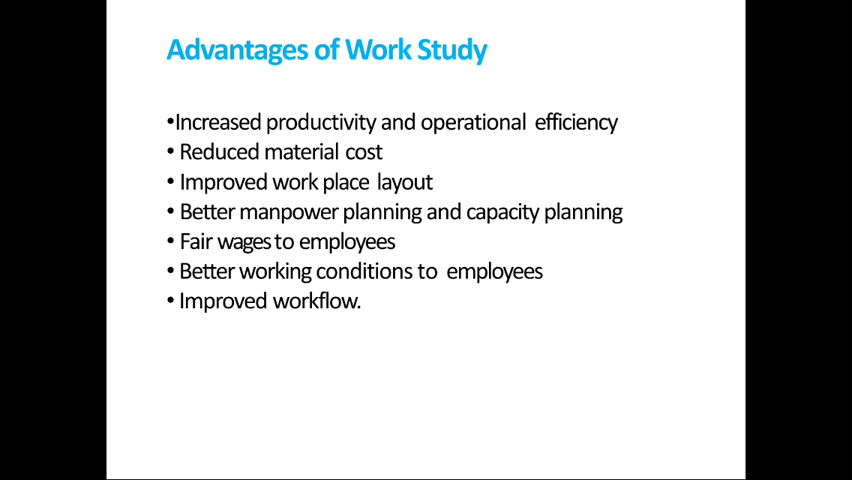 Advantages of Work Study
•Increased productivity and operational efficiency
• Reduced material cost
• Improved work place layout
• Better manpower planning and capacity planning
• Fair wages to employees
• Better working conditions to employees
• Improved workflow.